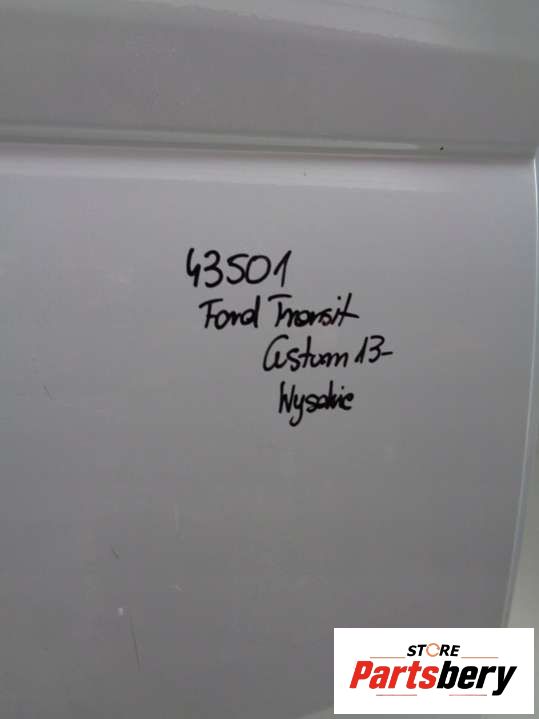 43501
Ford Transit
Custom 13-
Wysokie
STORE
Partsbery